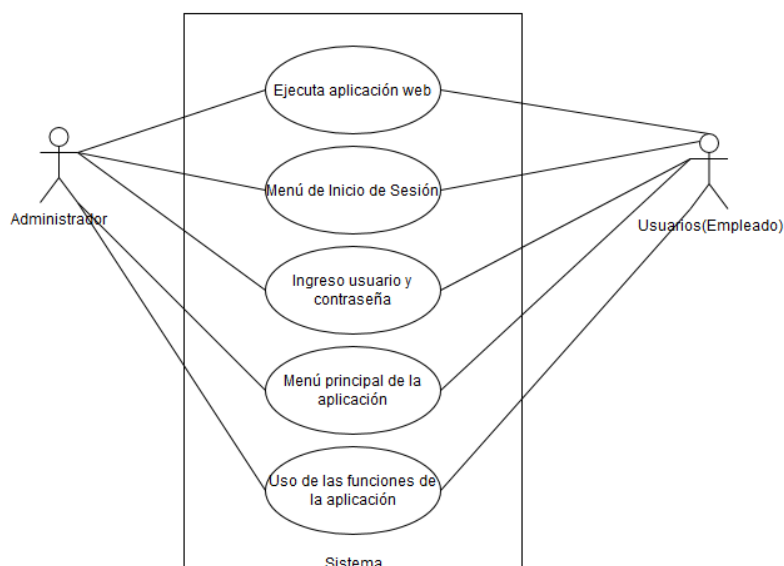 Ejecuta aplicación web
Menú de Inicio de Sesión
Administrador
Usuarios(Empleado)
Ingreso usuario y
contraseña
Menú principal de la
aplicación
Uso de las funciones de
la aplicación
Sistema